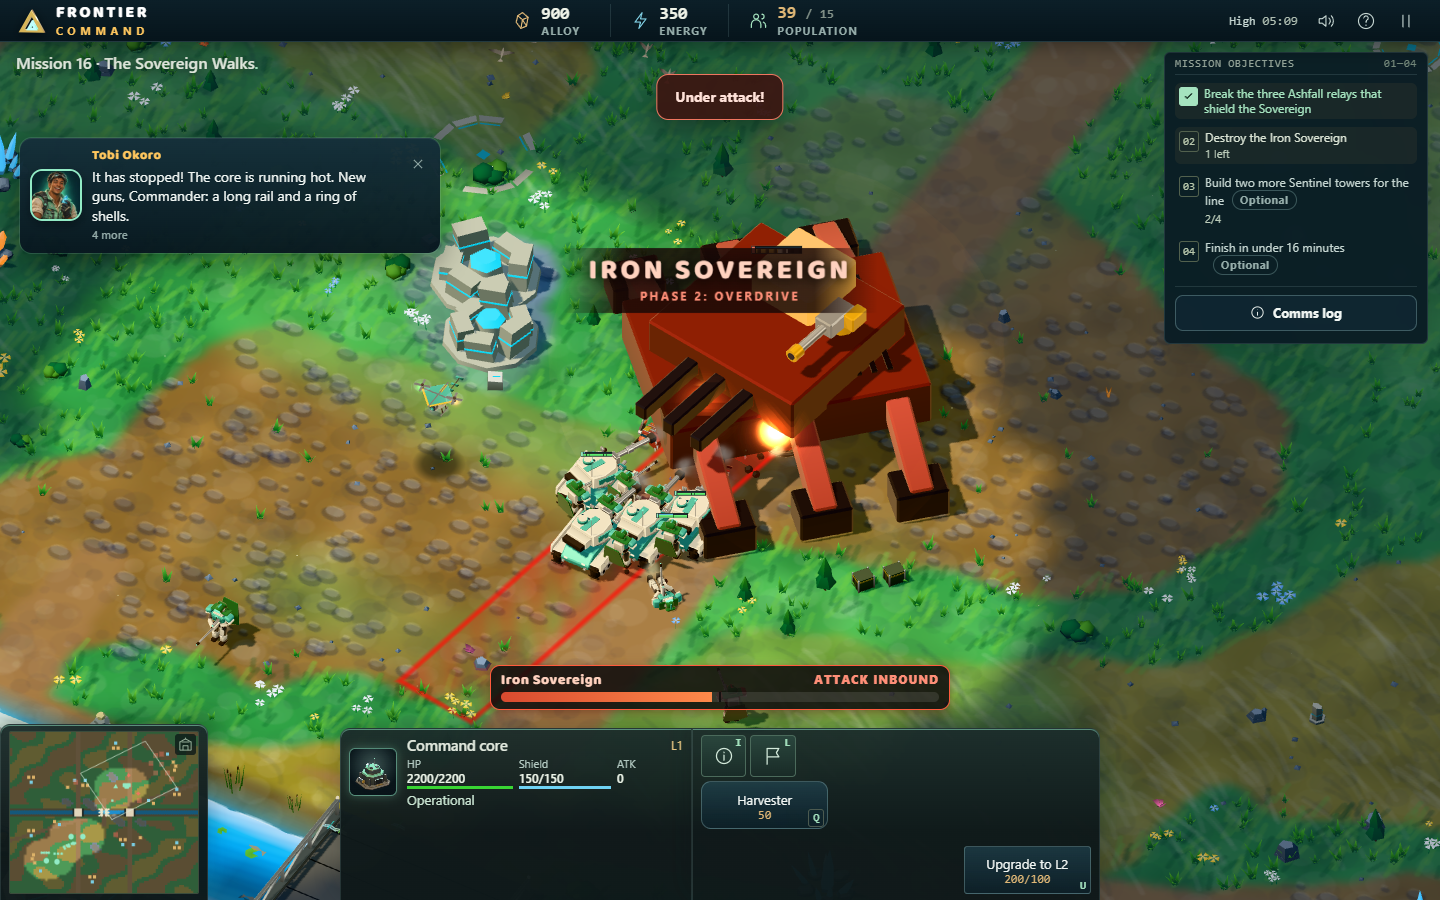 FRONTIER
COMMAND
900
ALLOY
350
ENERGY
39 / 15
POPULATION
High 05:09
Mission 16 · The Sovereign Walks.
Under attack!
MISSION OBJECTIVES 01—04
Break the three Ashfall relays that
shield the Sovereign
02 Destroy the Iron Sovereign
1 left
03 Build two more Sentinel towers for the
line Optional
2/4
04 Finish in under 16 minutes
Optional
Comms log
Tobi Okoro
It has stopped! The core is running hot. New
guns, Commander: a long rail and a ring of
shells.
4 more
IRON SOVEREIGN
PHASE 2: OVERDRIVE
Iron Sovereign ATTACK INBOUND
Command core L1
HP Shield ATK
2200/2200 150/150 0
Operational
I L
Harvester
50
Q
Upgrade to L2
200/100
U